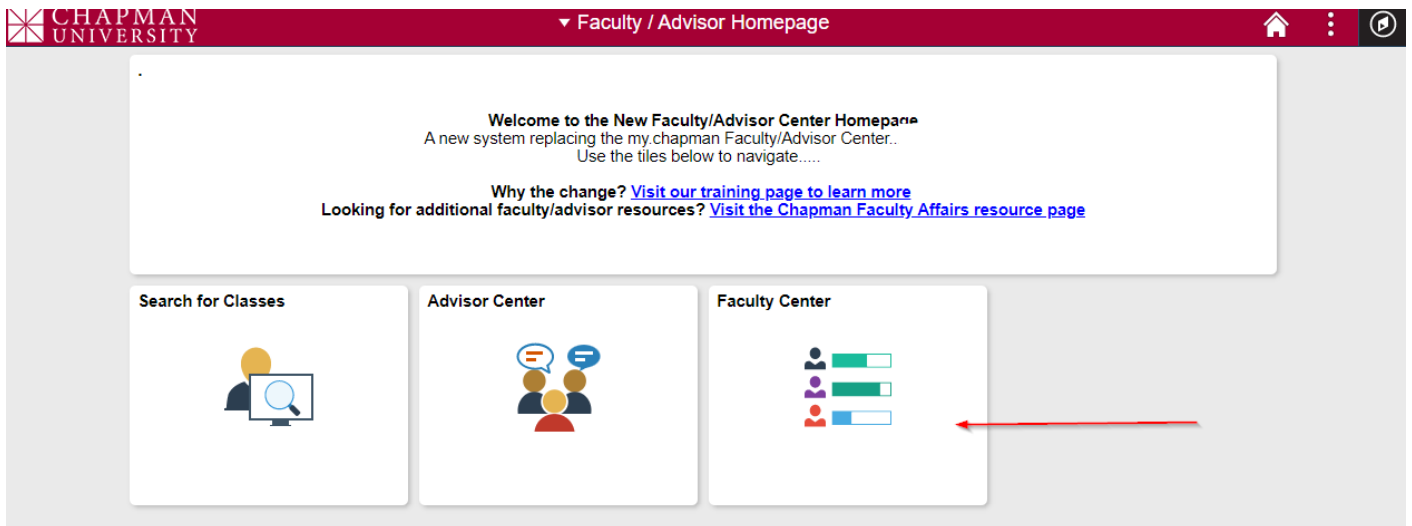 CHAPMAN
UNIVERSITY
Faculty / Advisor Homepage
.
Welcome to the New Faculty/Advisor Center Homepage
A new system replacing the my.chapman Faculty/Advisor Center..
Use the tiles below to navigate.....
Why the change? Visit our training page to learn more
Looking for additional faculty/advisor resources? Visit the Chapman Faculty Affairs resource page
Search for Classes
Advisor Center
Faculty Center